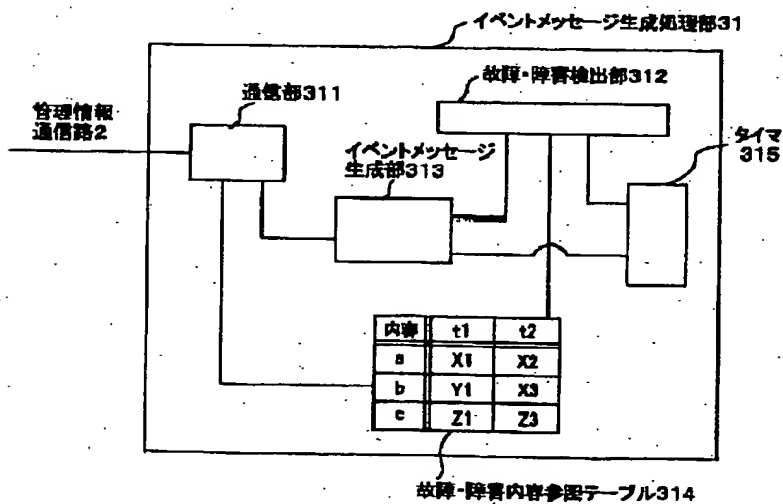 イベントメッセージ生成処理部31
故障・障害検出部312
通信部311
管理情報
通信路2
タイマ
315
イベントメッセージ
生成部313
内容 t1 t2
a X1 X2
b Y1 X3
c Z1 Z3
故障・障害内容参図テーブル314